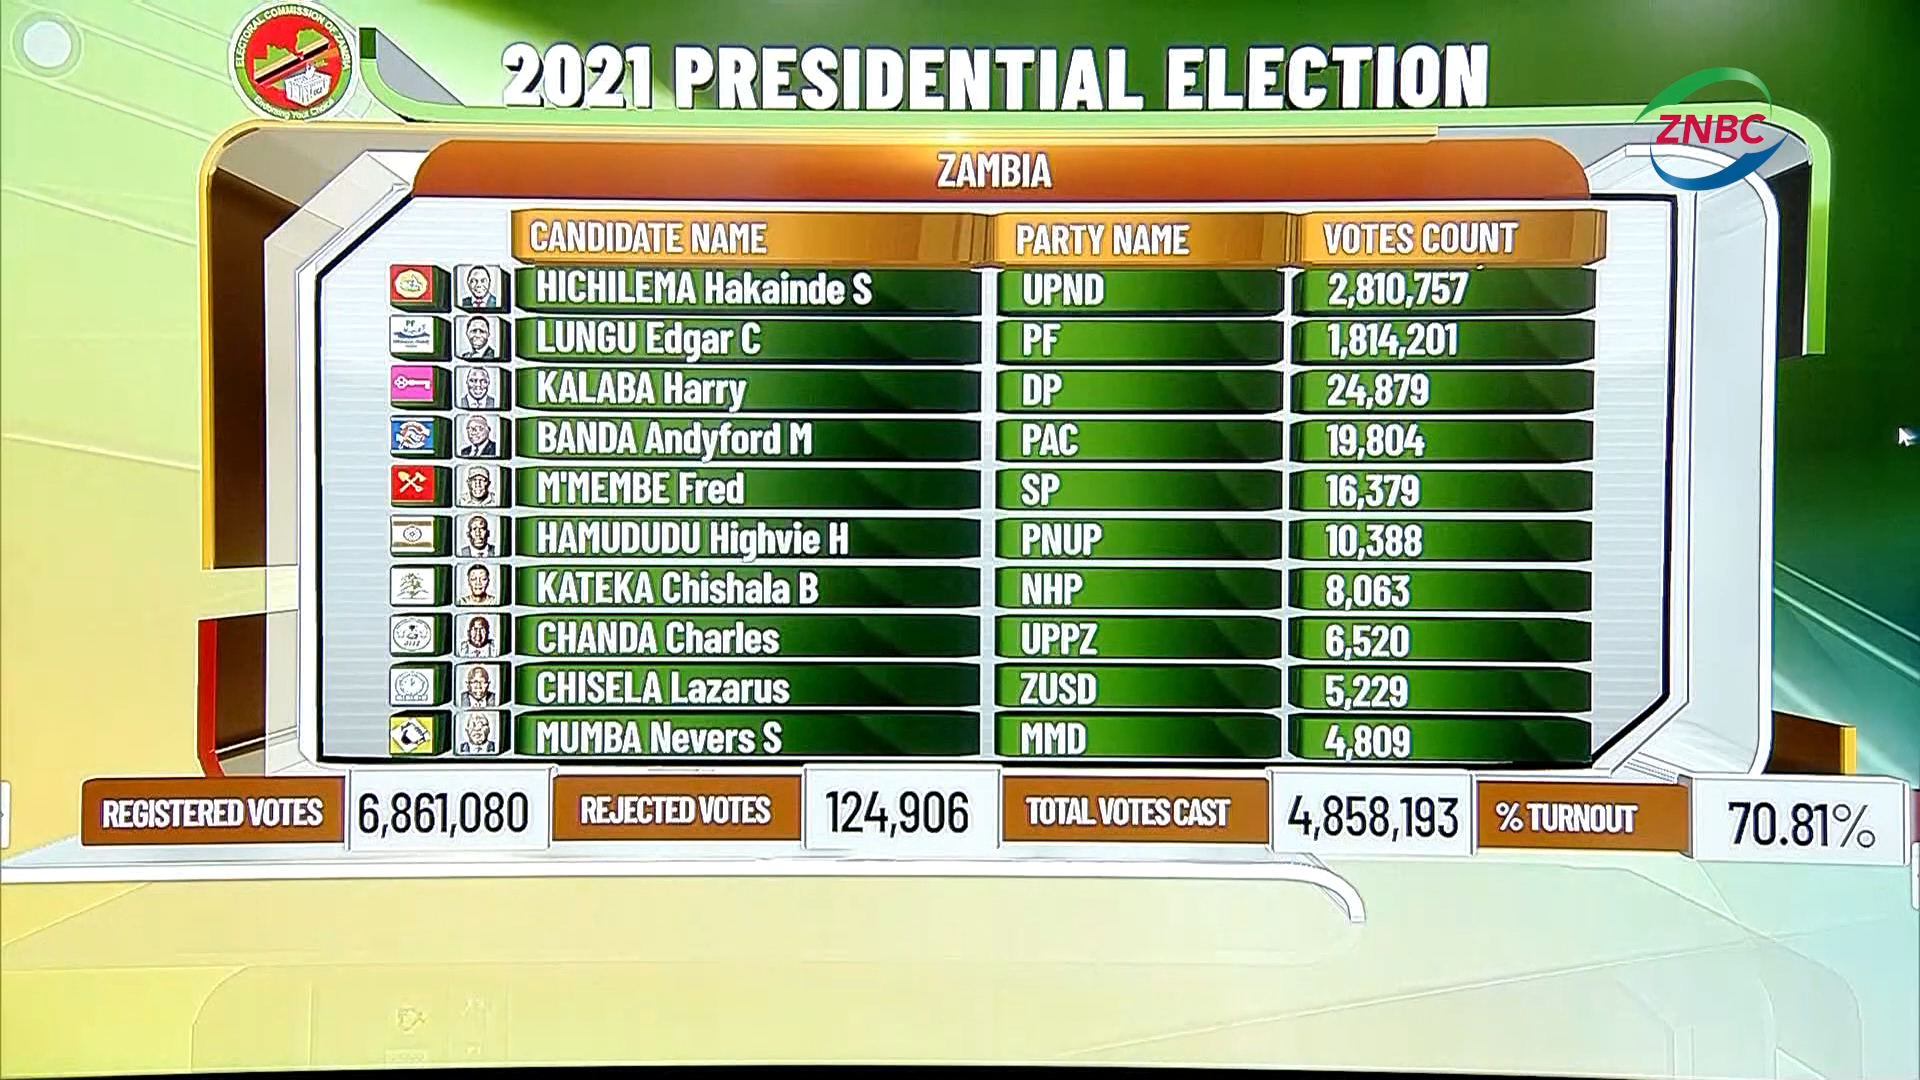 ELECTORAL COMMISSION OF ZAMBIA
2021 PRESIDENTIAL ELECTION
ZNBC
ZAMBIA
CANDIDATE NAME PARTY NAME VOTES COUNT
HICHILEMA Hakainde S UPND 2,810,757
LUNGU Edgar C PF 1,814,201
KALABA Harry DP 24,879
BANDA Andyford M PAC 19,804
M'MEMBE Fred SP 16,379
HAMUDUDU Highvie H PNUP 10,388
KATEKA Chishala B NHP 8,063
CHANDA Charles UPPZ 6,520
CHISELA Lazarus ZUSD 5,229
MUMBA Nevers S MMD 4,809
REGISTERED VOTES 6,861,080 REJECTED VOTES 124,906 TOTAL VOTES CAST 4,858,193 % TURNOUT 70.81%